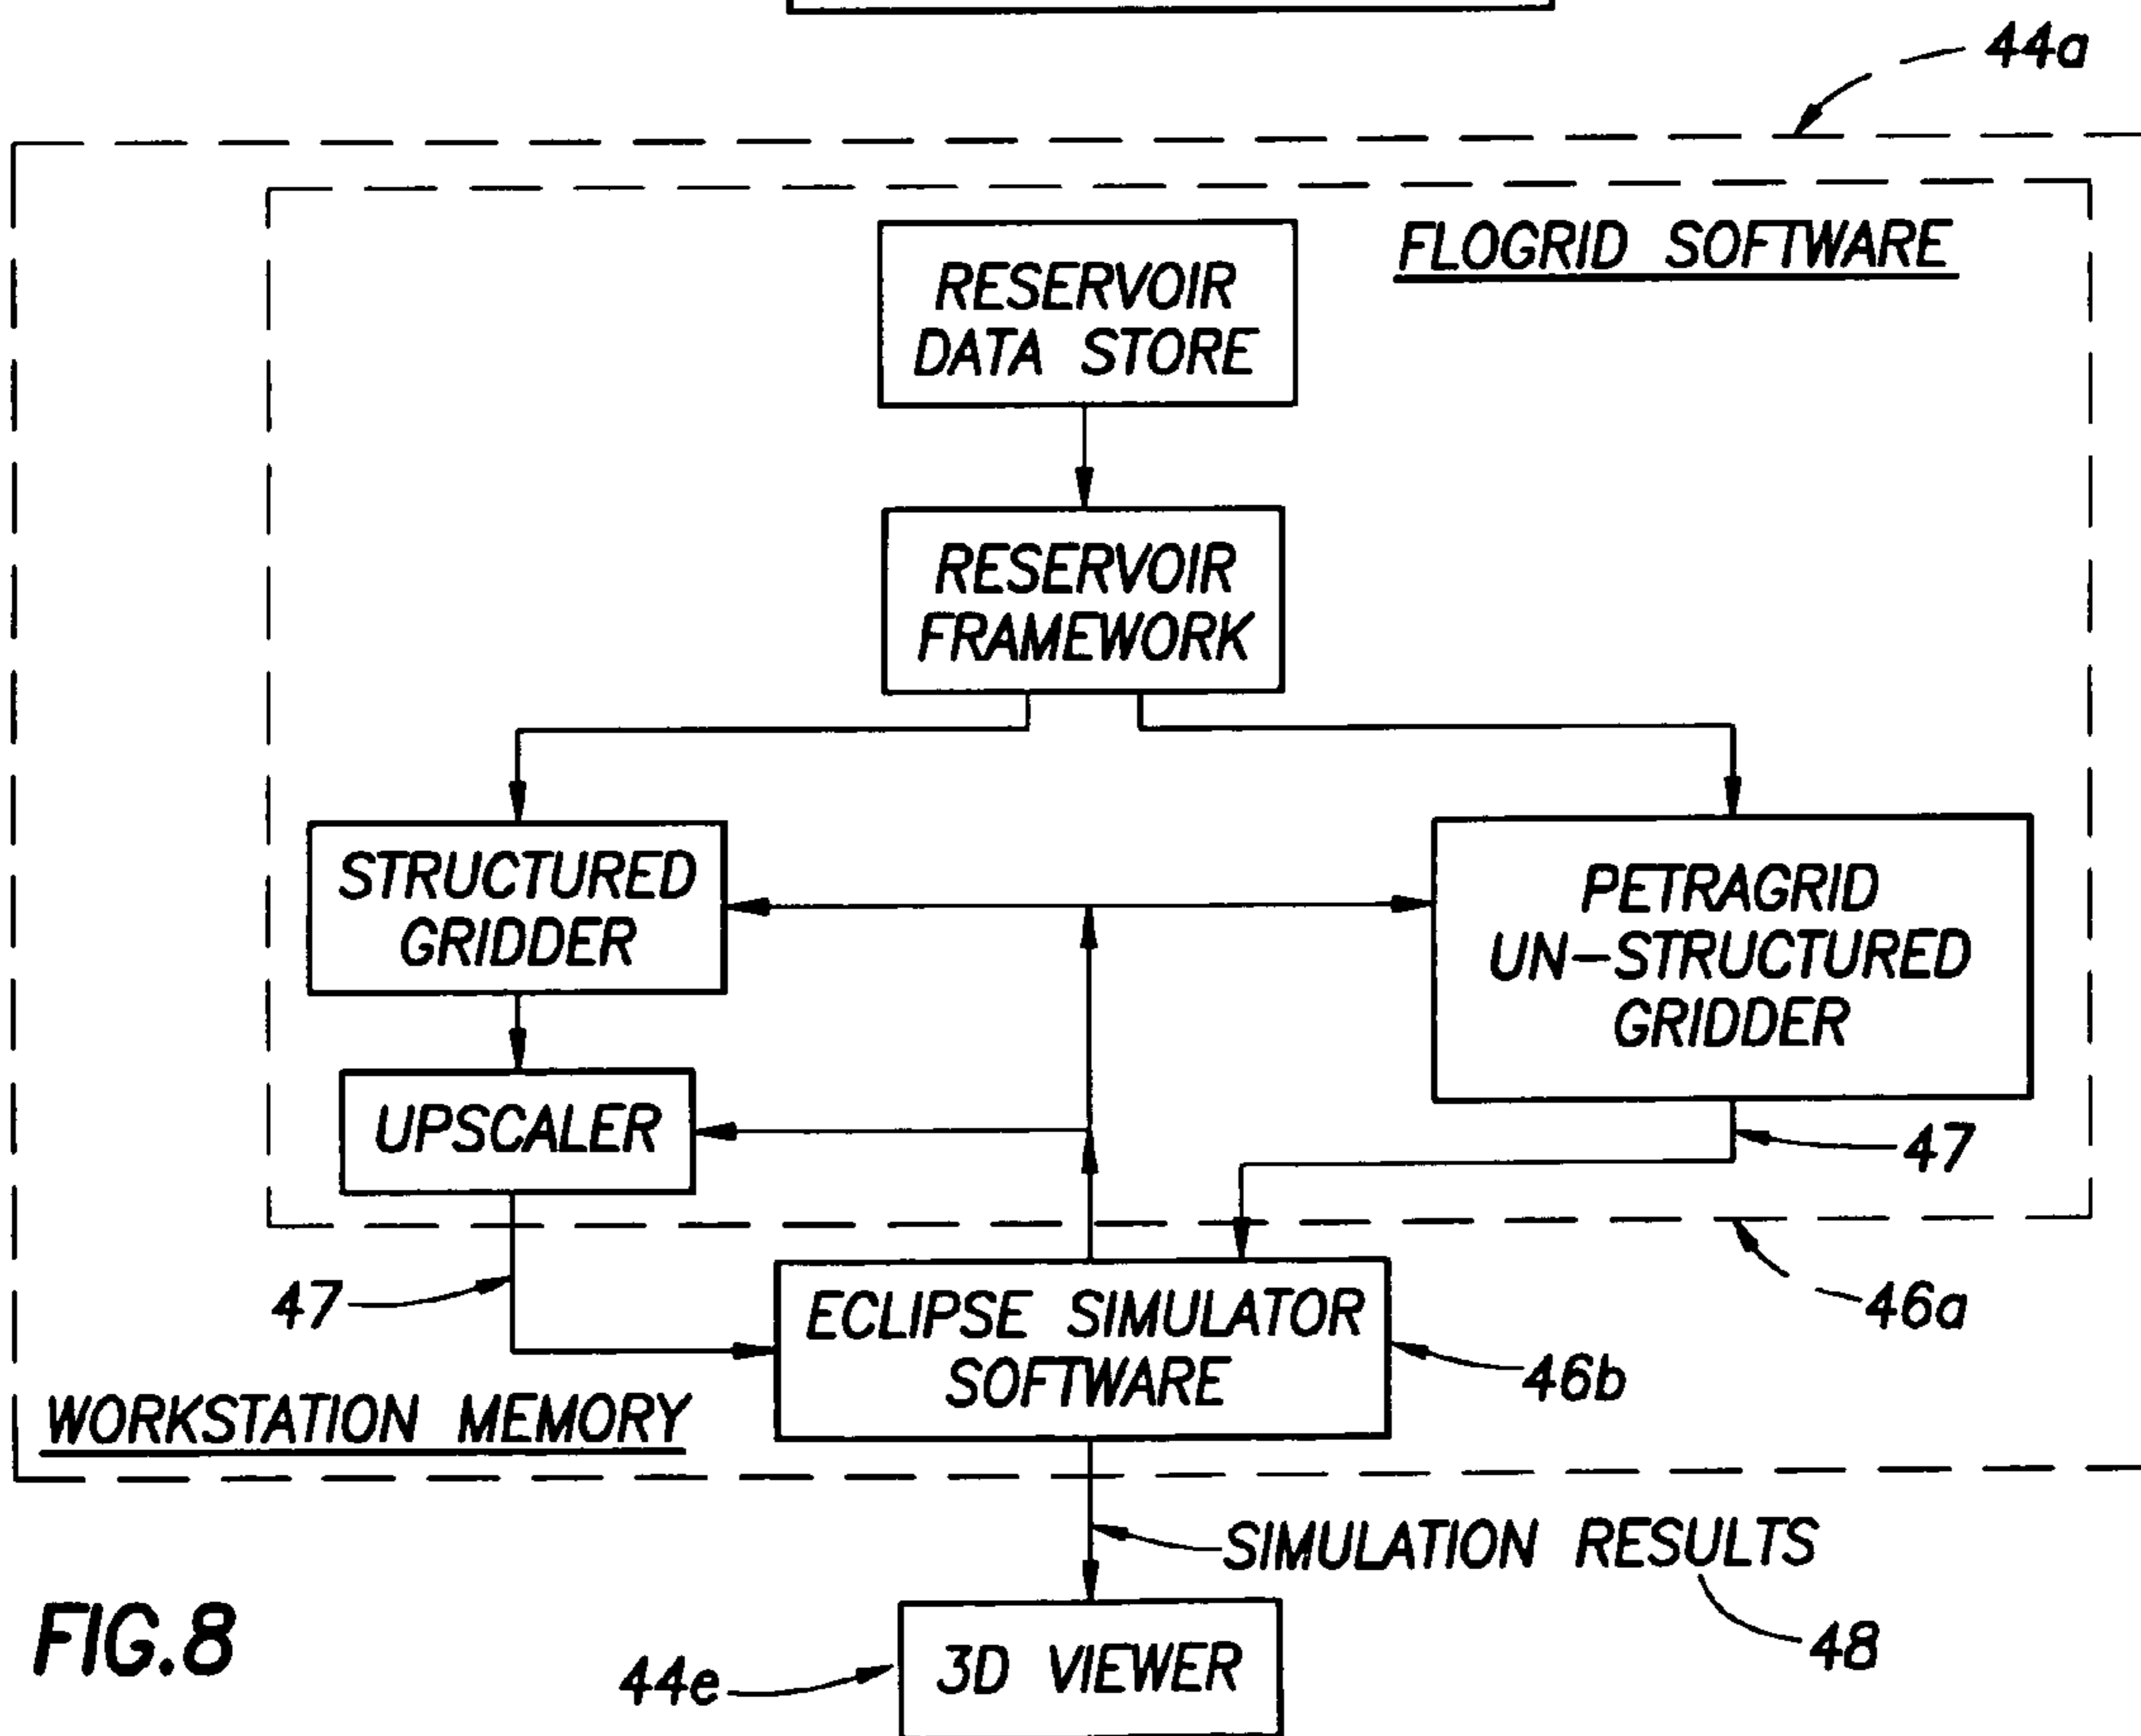 44a
FLOGRID SOFTWARE
RESERVOIR
DATA STORE
RESERVOIR
FRAMEWORK
STRUCTURED
GRIDDER
PETRAGRID
UN-STRUCTURED
GRIDDER
UPSCALER
47
47
46a
ECLIPSE SIMULATOR
SOFTWARE
46b
WORKSTATION MEMORY
SIMULATION RESULTS
48
FIG.8
44e
3D VIEWER